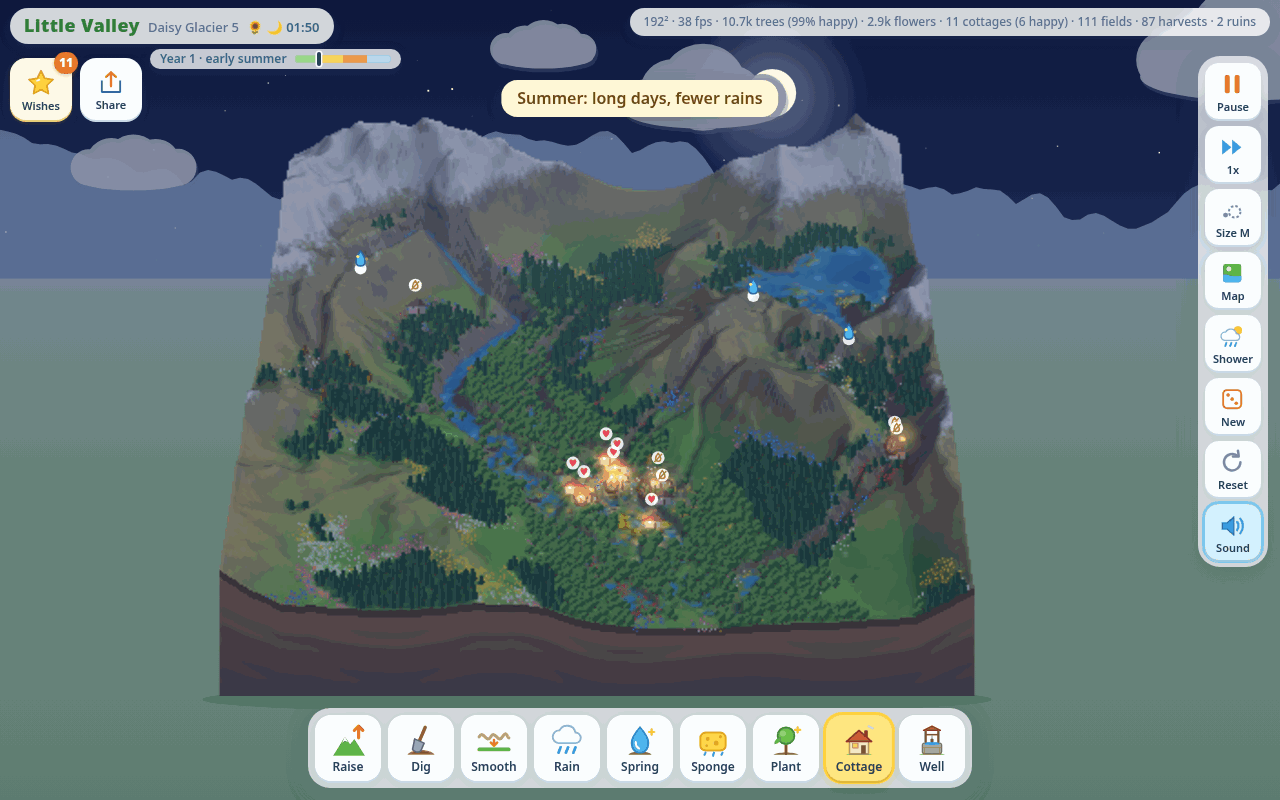 Little Valley Daisy Glacier 5 01:50
192² · 38 fps · 10.7k trees (99% happy) · 2.9k flowers · 11 cottages (6 happy) · 111 fields · 87 harvests · 2 ruins
Year 1 · early summer
11
Wishes
Share
Summer: long days, fewer rains
Pause
1x
Size M
Map
Shower
New
Reset
Sound
Raise
Dig
Smooth
Rain
Spring
Sponge
Plant
Cottage
Well